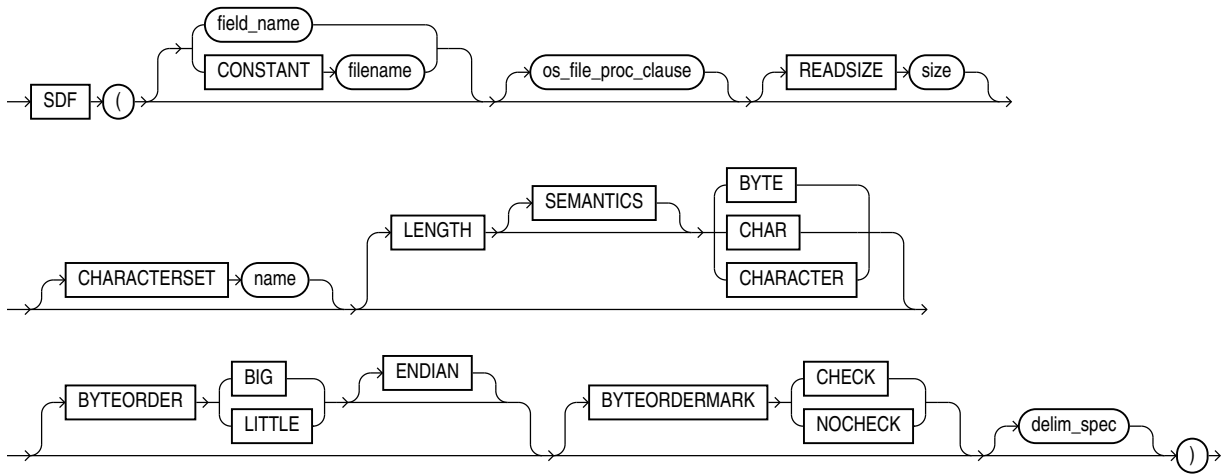 field_name
CONSTANT filename os_file_proc_clause READSIZE size
SDF (
SEMANTICS BYTE
LENGTH CHAR
CHARACTERSET name CHARACTER
BIG ENDIAN CHECK
BYTEORDER BYTEORDERMARK
LITTLE NOCHECK delim_spec
)